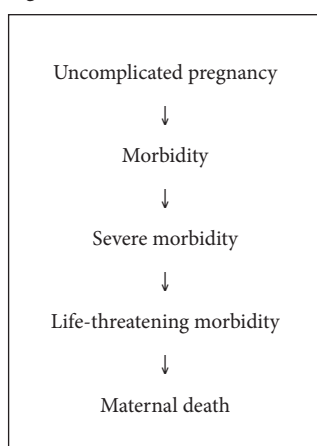 Uncomplicated pregnancy
↓
Morbidity
↓
Severe morbidity
↓
Life-threatening morbidity
↓
Maternal death